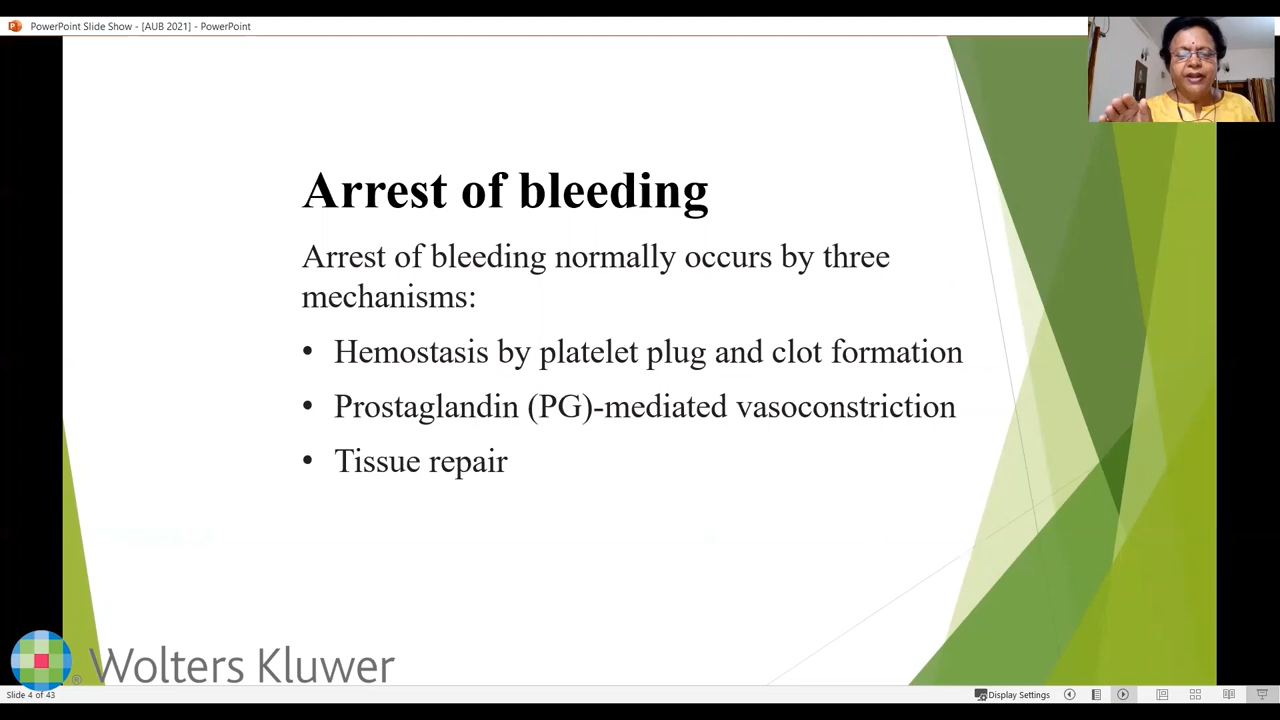 PowerPoint Slide Show - [AUB 2021] - PowerPoint
Arrest of bleeding
Arrest of bleeding normally occurs by three
mechanisms:
• Hemostasis by platelet plug and clot formation
• Prostaglandin (PG)-mediated vasoconstriction
• Tissue repair
® Wolters Kluwer
Slide 4 of 43
Display Settings